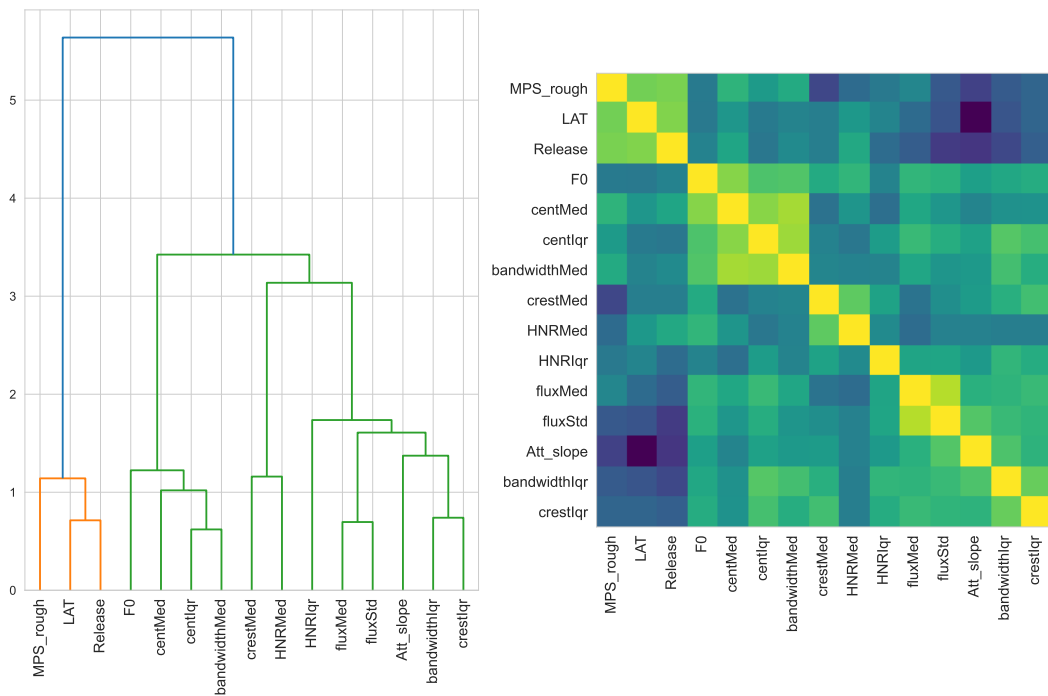 5
4
3
2
1
0
MPS_rough
LAT
Release
F0
centMed
centIqr
bandwidthMed
crestMed
HNRMed
HNRIqr
fluxMed
fluxStd
Att_slope
bandwidthIqr
crestIqr
MPS_rough
LAT
Release
F0
centMed
centIqr
bandwidthMed
crestMed
HNRMed
HNRIqr
fluxMed
fluxStd
Att_slope
bandwidthIqr
crestIqr
MPS_rough
LAT
Release
F0
centMed
centIqr
bandwidthMed
crestMed
HNRMed
HNRIqr
fluxMed
fluxStd
Att_slope
bandwidthIqr
crestIqr